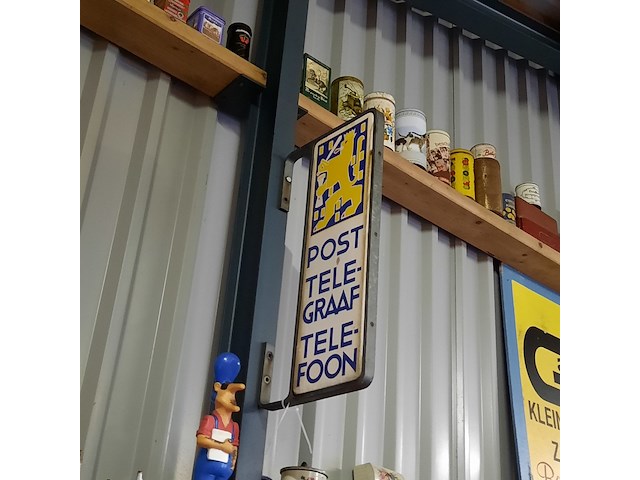 POST
TELE-
GRAAF
TELE-
FOON
KLEIN
Z